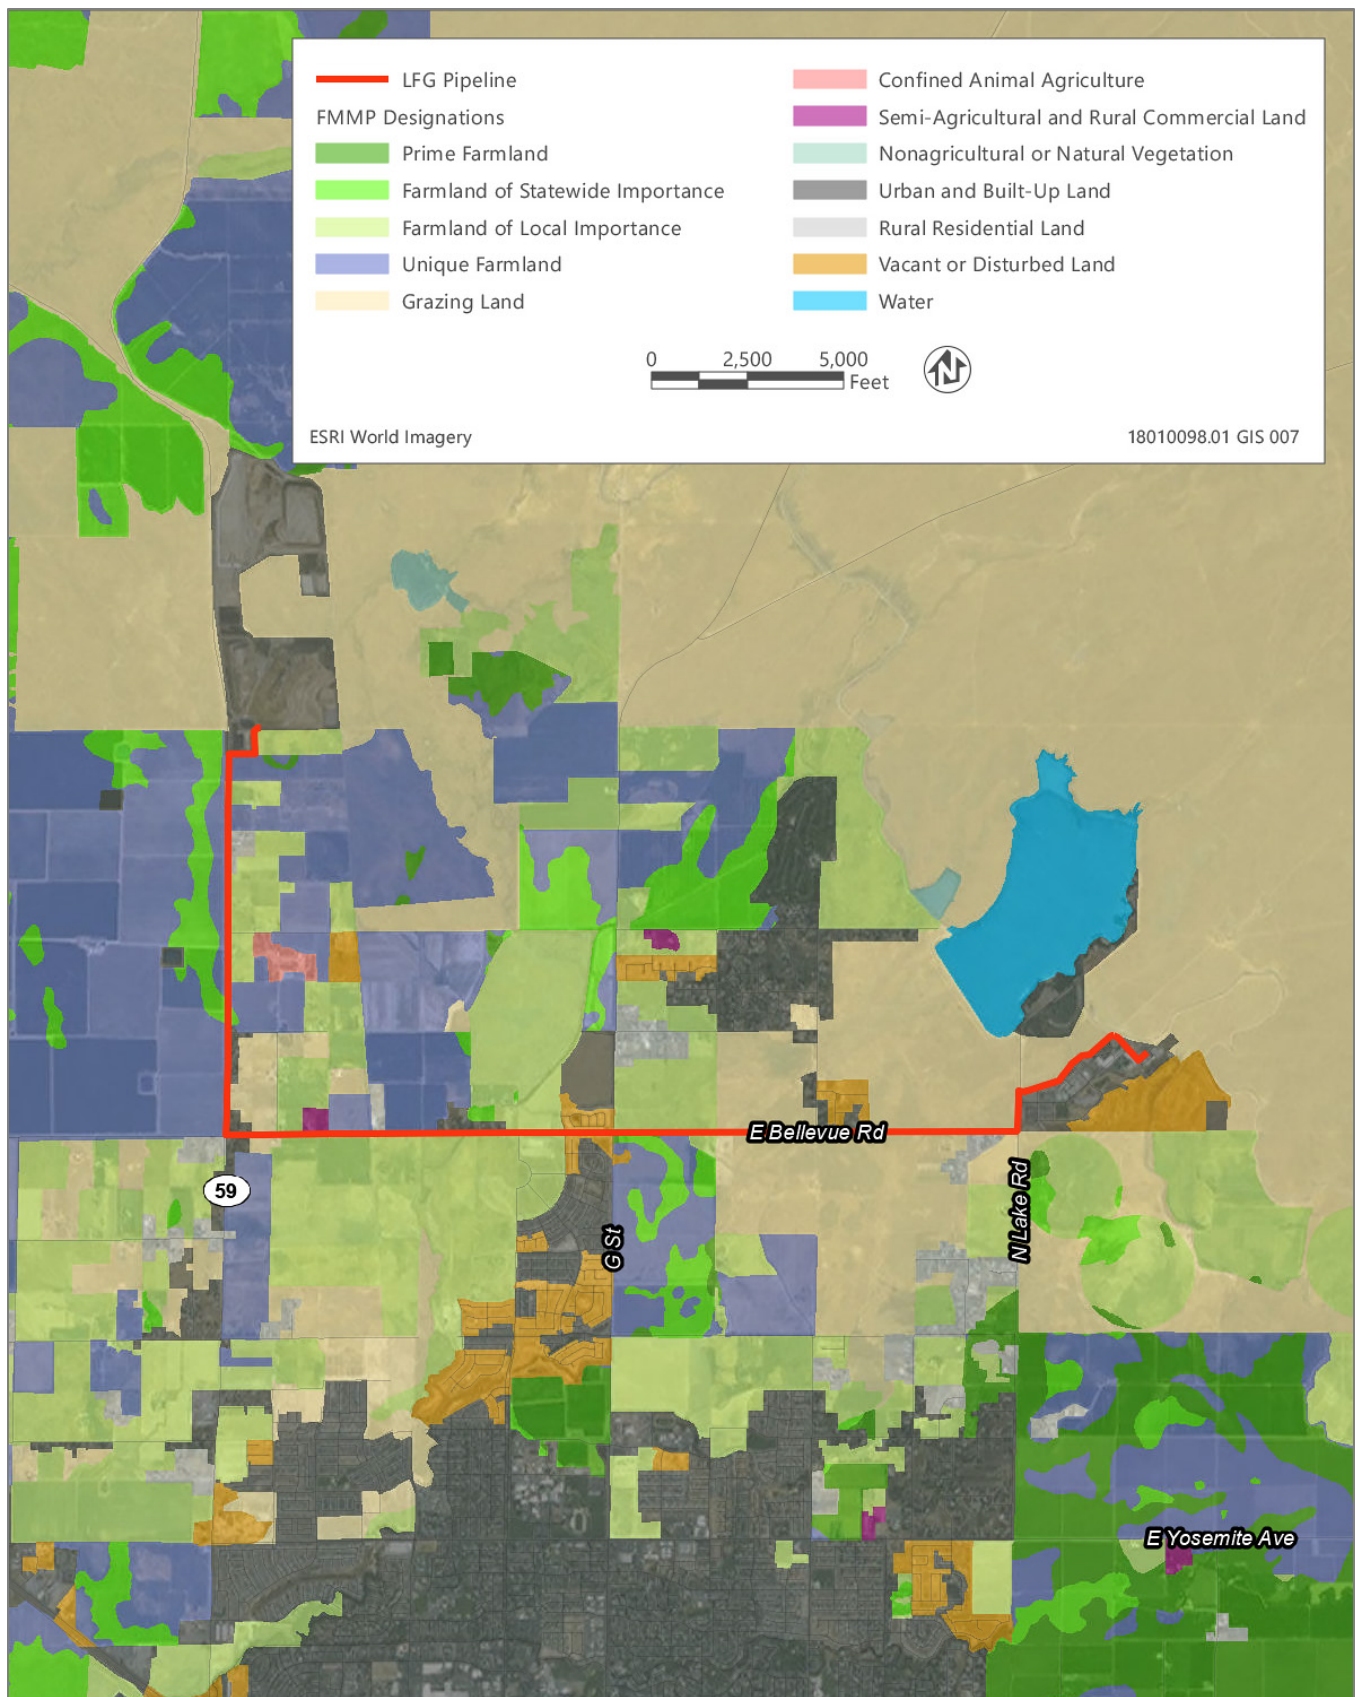 LFG Pipeline
FMMP Designations
Prime Farmland
Farmland of Statewide Importance
Farmland of Local Importance
Unique Farmland
Grazing Land
Confined Animal Agriculture
Semi-Agricultural and Rural Commercial Land
Nonagricultural or Natural Vegetation
Urban and Built-Up Land
Rural Residential Land
Vacant or Disturbed Land
Water
0 2,500 5,000
Feet
N
ESRI World Imagery
18010098.01 GIS 007
E Bellevue Rd
59
G St
N Lake Rd
E Yosemite Ave